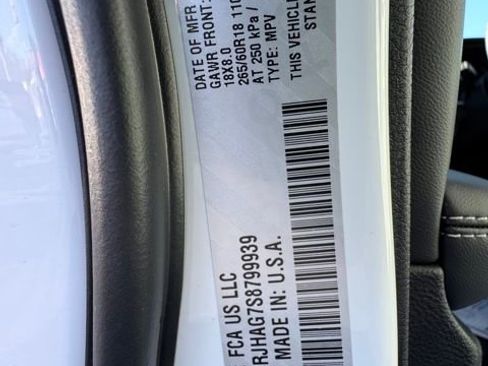 DATE OF MFR
GAWR FRONT:
18X8.0
265/60R18 110
AT 250 kPa /
TYPE: MPV
THIS VEHICLE
STAN
FCA US LLC
RJHAG7S8799939
MADE IN: U.S.A.